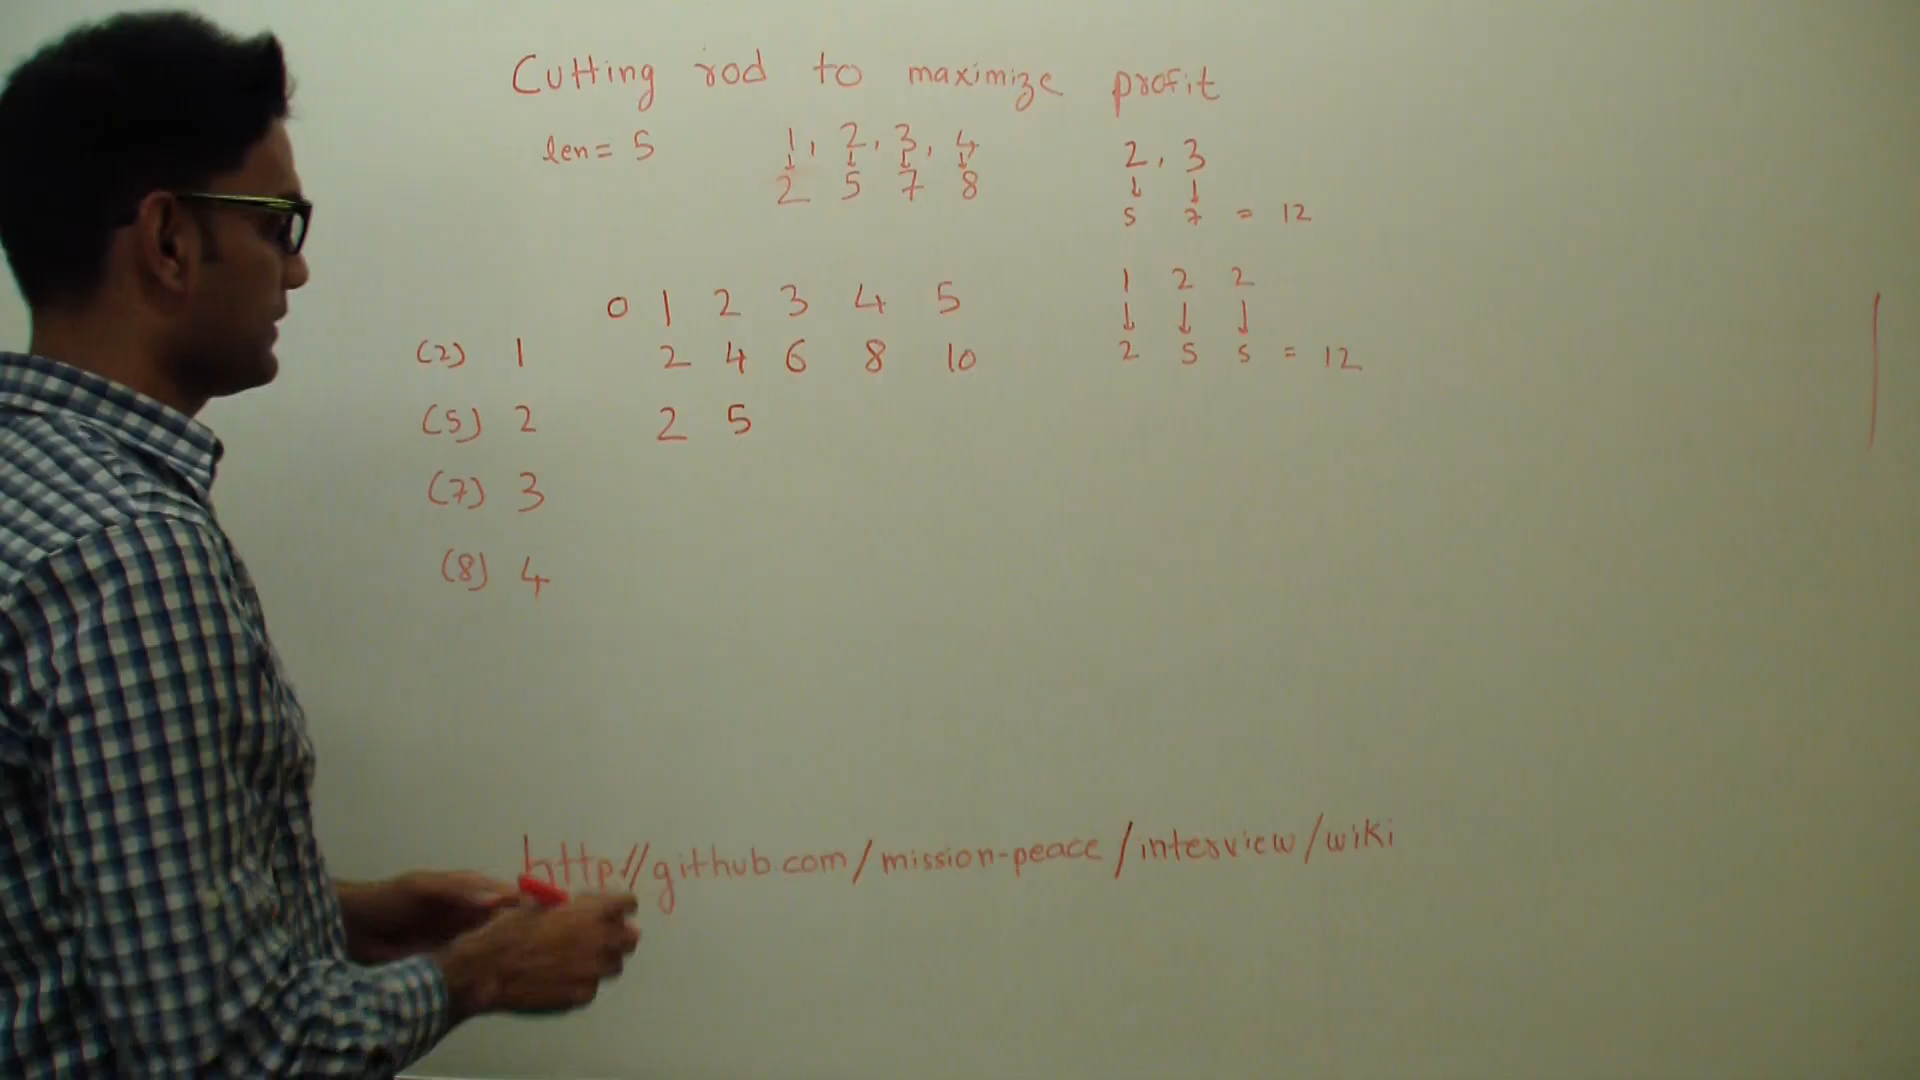 Cutting rod to maximize profit
len = 5
1, 2, 3, 4
2 5 7 8
2, 3
5 7 = 12
1 2 2
2 5 5 = 12
0 1 2 3 4 5
(2) 1 2 4 6 8 10
(5) 2 2 5
(7) 3
(8) 4
http//github.com/mission-peace/interview/wiki